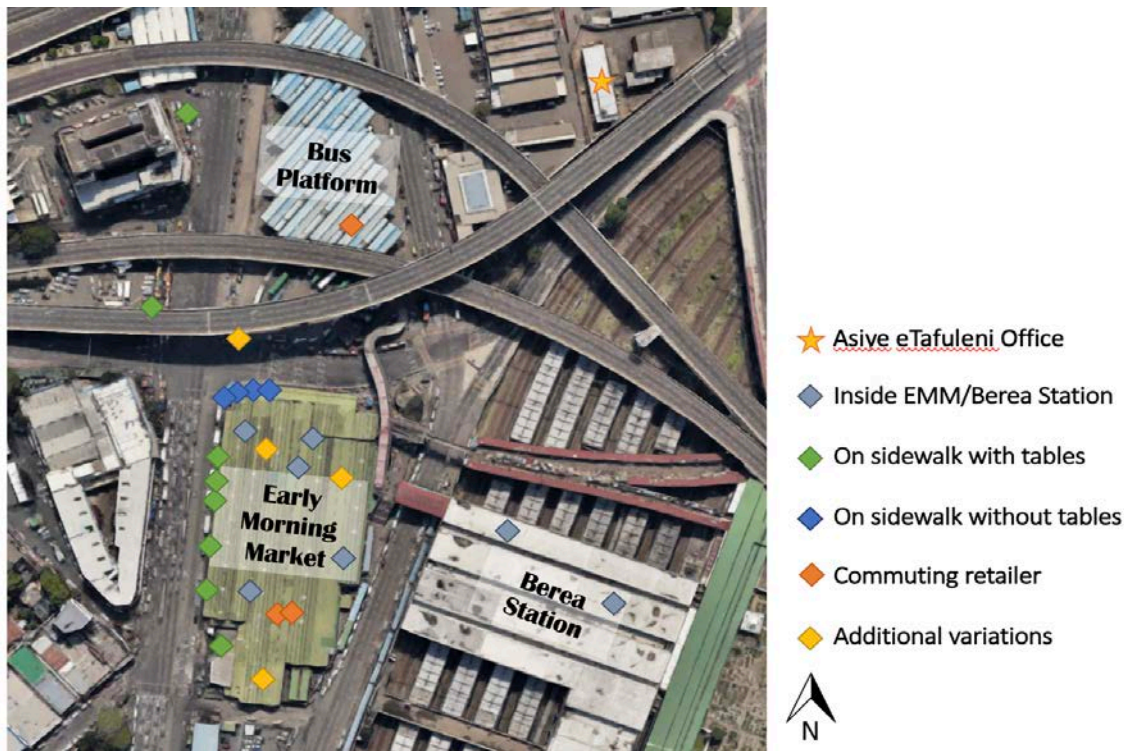 Bus
Platform
Early
Morning
Market
Berea
Station
Asive eTafuleni Office
Inside EMM/Berea Station
On sidewalk with tables
On sidewalk without tables
Commuting retailer
Additional variations
N